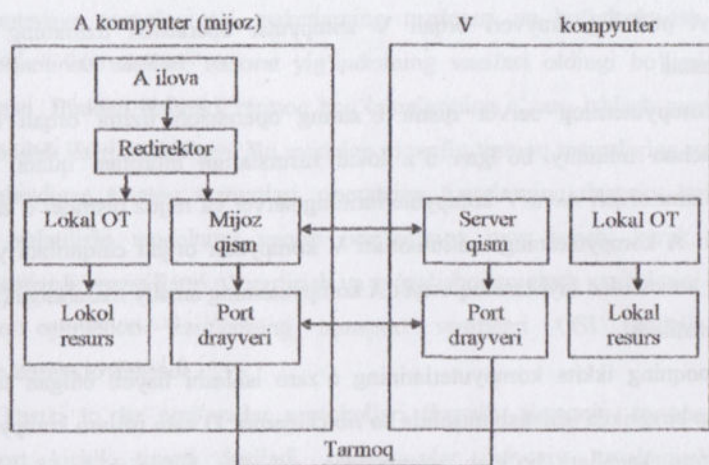 A kompyuter (mijoz)
V kompyuter
A ilova
Redirektor
Lokal OT
Mijoz
qism
Server
qism
Lokal OT
Lokol
resurs
Port
drayveri
Port
drayveri
Lokal
resurs
Tarmoq